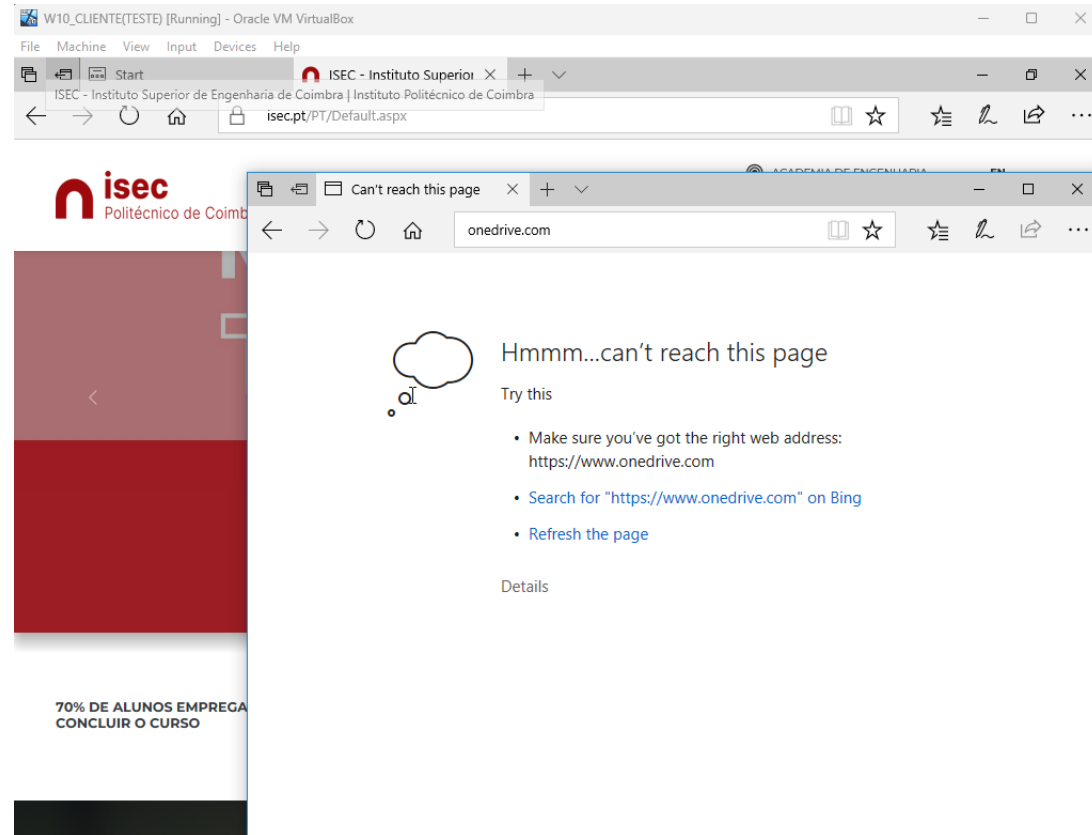 W10_CLIENTE(TESTE) [Running] - Oracle VM VirtualBox
File Machine View Input Devices Help
Start
ISEC - Instituto Superior
ISEC - Instituto Superior de Engenharia de Coimbra | Instituto Politécnico de Coimbra
isec.pt/PT/Default.aspx
isec
Politécnico de Coimb
ACADEMIA DE ENGENHARIA EN
Can't reach this page
onedrive.com
Hmmm...can't reach this page
Try this
• Make sure you've got the right web address:
https://www.onedrive.com
• Search for "https://www.onedrive.com" on Bing
• Refresh the page
Details
70% DE ALUNOS EMPREGA
CONCLUIR O CURSO